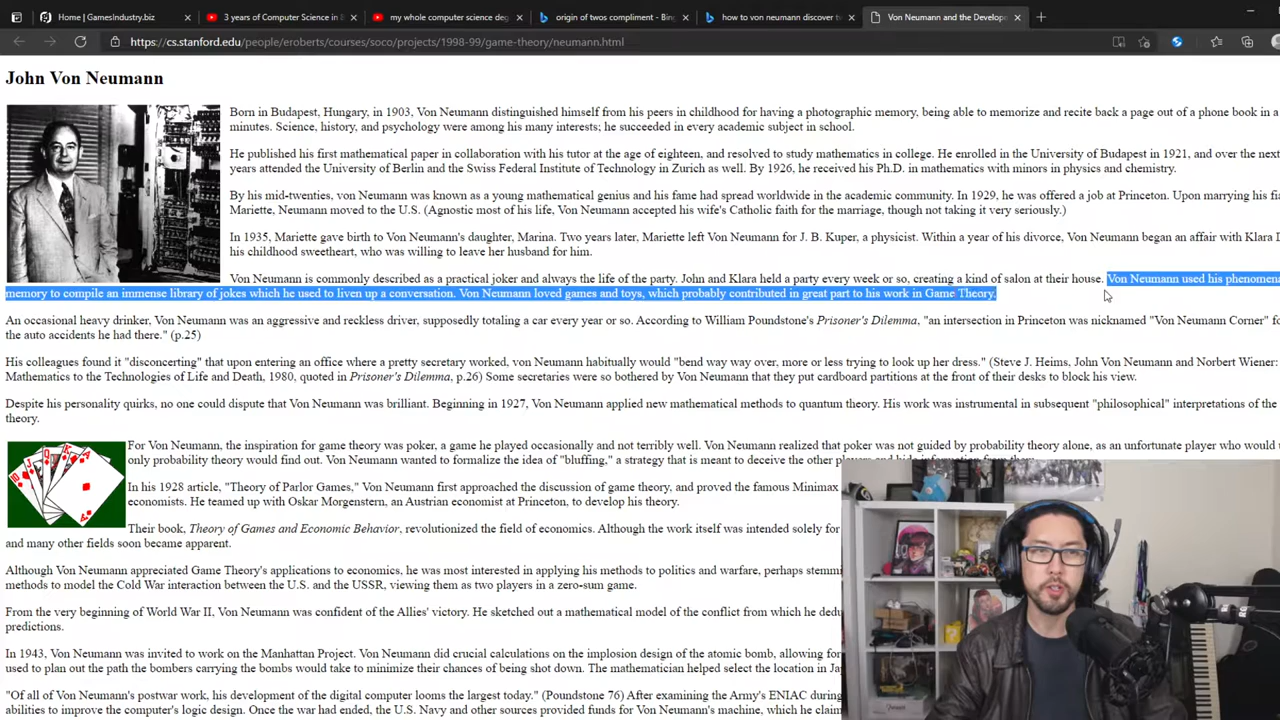 Home | GamesIndustry.biz
3 years of Computer Science in 8
my whole computer science deg
origin of twos compliment - Bing
how to von neumann discover tw
Von Neumann and the Develop
https://cs.stanford.edu/people/eroberts/courses/soco/projects/1998-99/game-theory/neumann.html
John Von Neumann
Born in Budapest, Hungary, in 1903, Von Neumann distinguished himself from his peers in childhood for having a photographic memory, being able to memorize and recite back a page out of a phone book in a
minutes. Science, history, and psychology were among his many interests; he succeeded in every academic subject in school.
He published his first mathematical paper in collaboration with his tutor at the age of eighteen, and resolved to study mathematics in college. He enrolled in the University of Budapest in 1921, and over the next
years attended the University of Berlin and the Swiss Federal Institute of Technology in Zurich as well. By 1926, he received his Ph.D. in mathematics with minors in physics and chemistry.
By his mid-twenties, von Neumann was known as a young mathematical genius and his fame had spread worldwide in the academic community. In 1929, he was offered a job at Princeton. Upon marrying his fi
Mariette, Neumann moved to the U.S. (Agnostic most of his life, Von Neumann accepted his wife's Catholic faith for the marriage, though not taking it very seriously.)
In 1935, Mariette gave birth to Von Neumann's daughter, Marina. Two years later, Mariette left Von Neumann for J. B. Kuper, a physicist. Within a year of his divorce, Von Neumann began an affair with Klara D
his childhood sweetheart, who was willing to leave her husband for him.
Von Neumann is commonly described as a practical joker and always the life of the party. John and Klara held a party every week or so, creating a kind of salon at their house. Von Neumann used his phenomena
memory to compile an immense library of jokes which he used to liven up a conversation. Von Neumann loved games and toys, which probably contributed in great part to his work in Game Theory.
An occasional heavy drinker, Von Neumann was an aggressive and reckless driver, supposedly totaling a car every year or so. According to William Poundstone's Prisoner's Dilemma, "an intersection in Princeton was nicknamed "Von Neumann Corner" fo
the auto accidents he had there." (p.25)
His colleagues found it "disconcerting" that upon entering an office where a pretty secretary worked, von Neumann habitually would "bend way way over, more or less trying to look up her dress." (Steve J. Heims, John Von Neumann and Norbert Wiener:
Mathematics to the Technologies of Life and Death, 1980, quoted in Prisoner's Dilemma, p.26) Some secretaries were so bothered by Von Neumann that they put cardboard partitions at the front of their desks to block his view.
Despite his personality quirks, no one could dispute that Von Neumann was brilliant. Beginning in 1927, Von Neumann applied new mathematical methods to quantum theory. His work was instrumental in subsequent "philosophical" interpretations of the
theory.
For Von Neumann, the inspiration for game theory was poker, a game he played occasionally and not terribly well. Von Neumann realized that poker was not guided by probability theory alone, as an unfortunate player who would u
only probability theory would find out. Von Neumann wanted to formalize the idea of "bluffing," a strategy that is meant to deceive the other players and hide information from them.
In his 1928 article, "Theory of Parlor Games," Von Neumann first approached the discussion of game theory, and proved the famous Minimax
economists. He teamed up with Oskar Morgenstern, an Austrian economist at Princeton, to develop his theory.
Their book, Theory of Games and Economic Behavior, revolutionized the field of economics. Although the work itself was intended solely for
and many other fields soon became apparent.
Although Von Neumann appreciated Game Theory's applications to economics, he was most interested in applying his methods to politics and warfare, perhaps stemmi
methods to model the Cold War interaction between the U.S. and the USSR, viewing them as two players in a zero-sum game.
From the very beginning of World War II, Von Neumann was confident of the Allies' victory. He sketched out a mathematical model of the conflict from which he dedu
predictions.
In 1943, Von Neumann was invited to work on the Manhattan Project. Von Neumann did crucial calculations on the implosion design of the atomic bomb, allowing for
used to plan out the path the bombers carrying the bombs would take to minimize their chances of being shot down. The mathematician helped select the location in Ja
"Of all of Von Neumann's postwar work, his development of the digital computer looms the largest today." (Poundstone 76) After examining the Army's ENIAC during
abilities to improve the computer's logic design. Once the war had ended, the U.S. Navy and other sources provided funds for Von Neumann's machine, which he claim